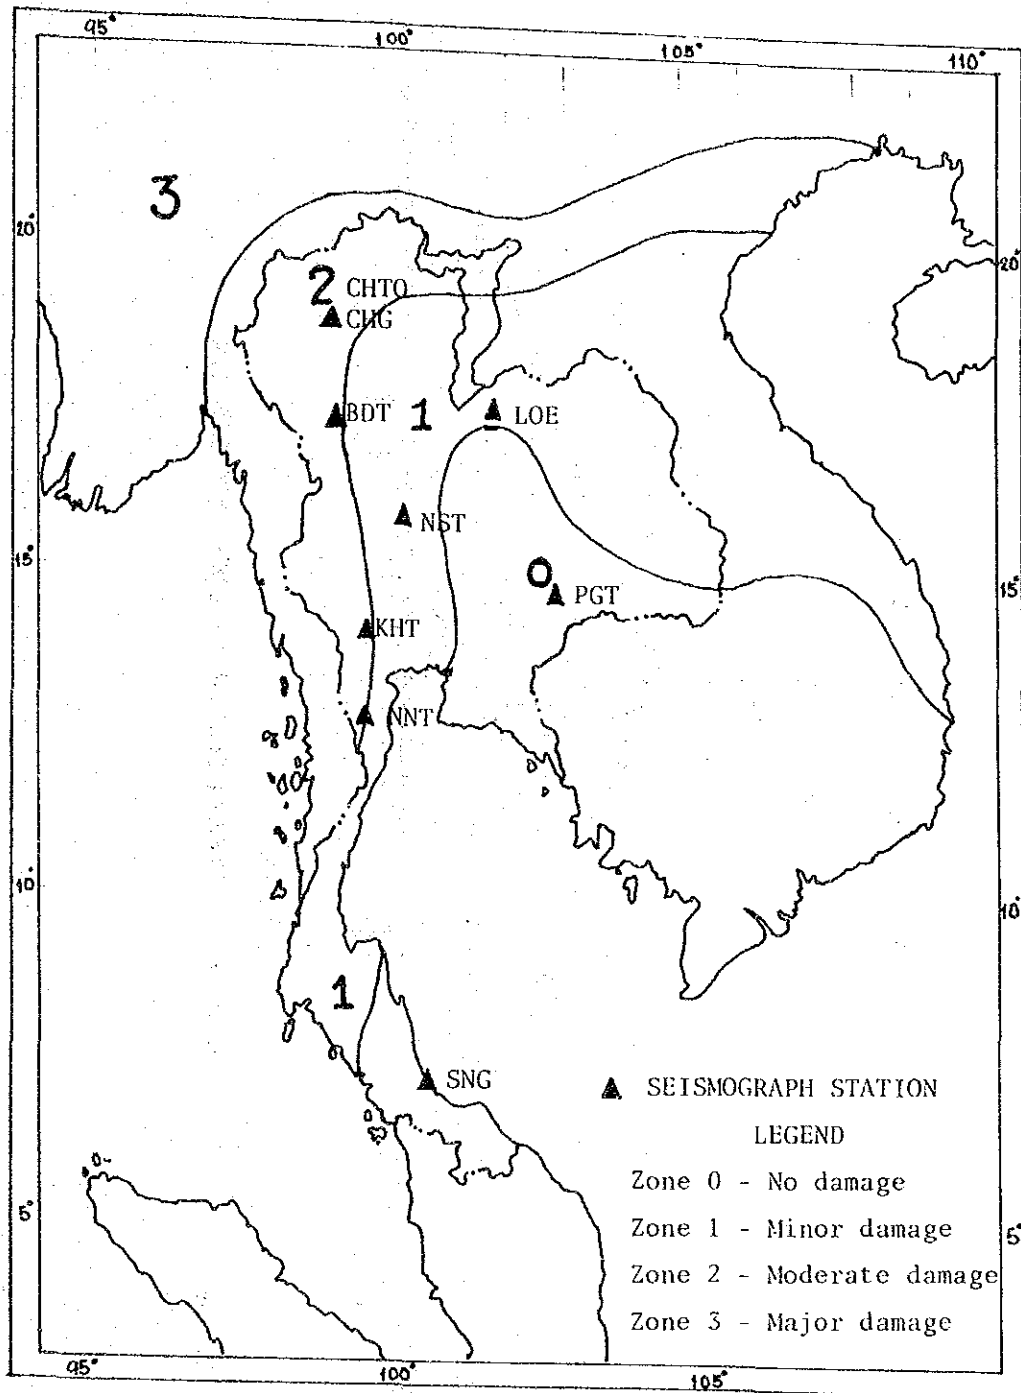 95°
100°
105°
110°
3
20°
20°
2 CHTO
CHG
BDT
1
LOE
NST
0
15°
PGT
15°
KHT
NNT
10°
10°
1
SNG
SEISMOGRAPH STATION
LEGEND
Zone 0 - No damage
5°
Zone 1 - Minor damage
5°
Zone 2 - Moderate damage
Zone 3 - Major damage
95°
100°
105°